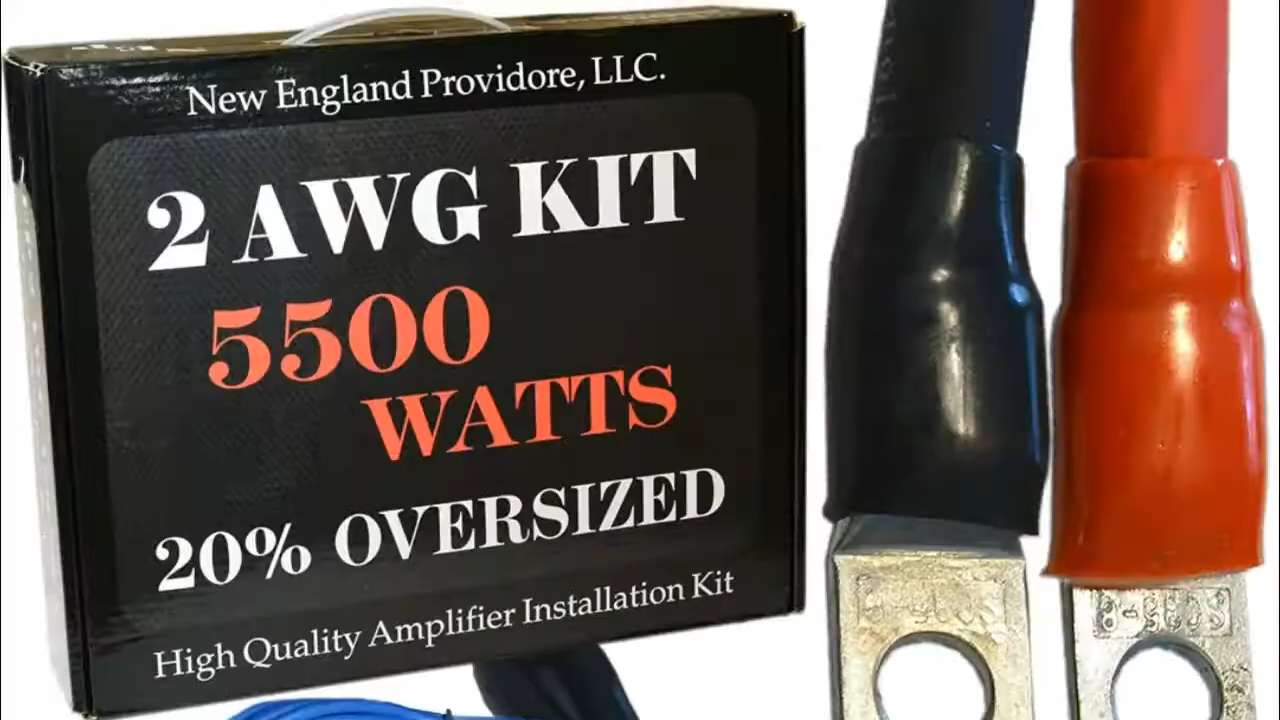 New England Providore, LLC.
2 AWG KIT
5500
WATTS
20% OVERSIZED
High Quality Amplifier Installation Kit